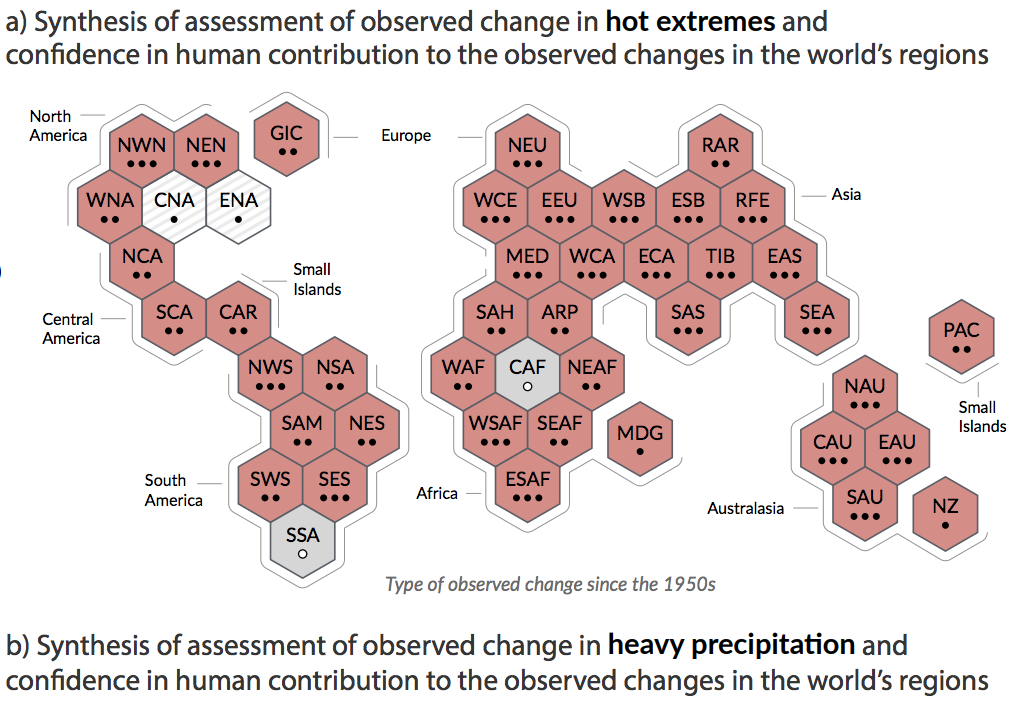 a) Synthesis of assessment of observed change in hot extremes and
confidence in human contribution to the observed changes in the world’s regions
North
America
NWN
NEN
GIC
Europe
NEU
RAR
WNA
CNA
ENA
WCE
EEU
WSB
ESB
RFE
Asia
NCA
MED
WCA
ECA
TIB
EAS
Small
Islands
Central
America
SCA
CAR
SAH
ARP
SAS
SEA
PAC
NWS
NSA
WAF
CAF
NEAF
NAU
Small
Islands
SAM
NES
WSAF
SEAF
MDG
CAU
EAU
South
America
SWS
SES
Africa
ESAF
Australasia
SAU
NZ
SSA
Type of observed change since the 1950s
b) Synthesis of assessment of observed change in heavy precipitation and
confidence in human contribution to the observed changes in the world’s regions